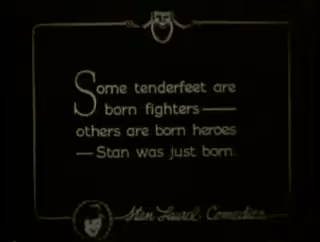 Some tenderfeet are
born fighters —
others are born heroes
— Stan was just born.
Stan Laurel Comedies